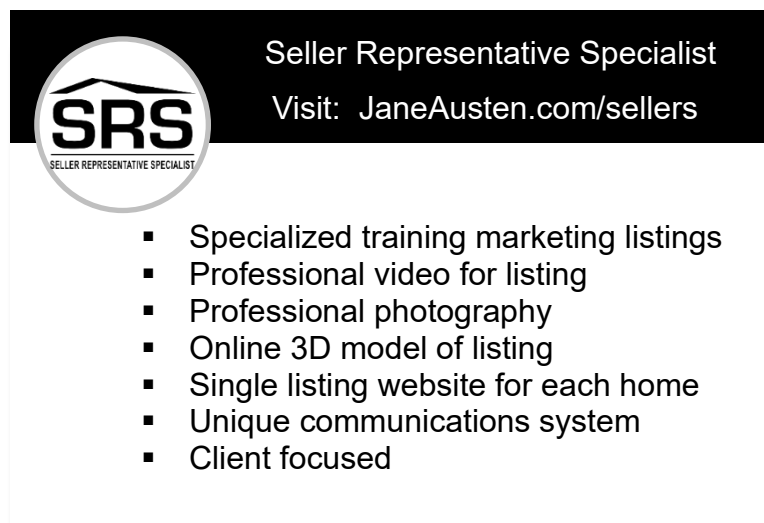 Seller Representative Specialist
Visit: JaneAusten.com/sellers
SRS
SELLER REPRESENTATIVE SPECIALIST
▪ Specialized training marketing listings
▪ Professional video for listing
▪ Professional photography
▪ Online 3D model of listing
▪ Single listing website for each home
▪ Unique communications system
▪ Client focused